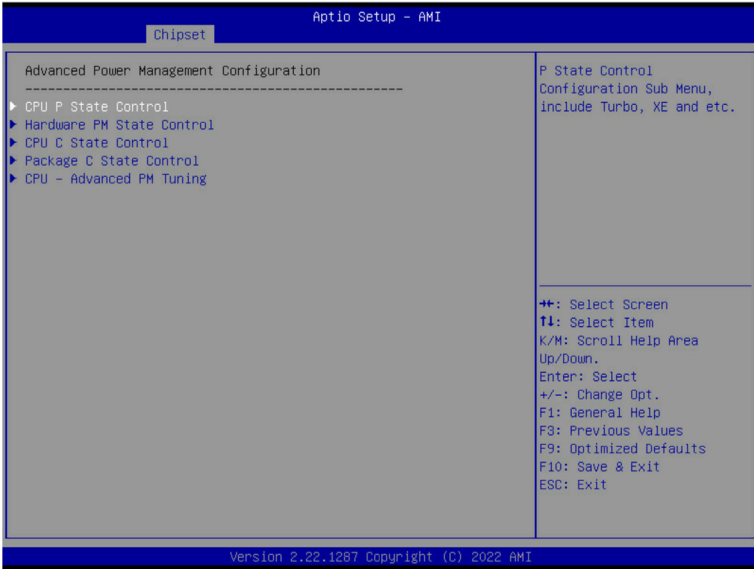 Aptio Setup – AMI
Chipset
Advanced Power Management Configuration
--------------------------------------------------
▶ CPU P State Control
▶ Hardware PM State Control
▶ CPU C State Control
▶ Package C State Control
▶ CPU – Advanced PM Tuning
P State Control
Configuration Sub Menu,
include Turbo, XE and etc.
→←: Select Screen
↑↓: Select Item
K/M: Scroll Help Area
Up/Down.
Enter: Select
+/-: Change Opt.
F1: General Help
F3: Previous Values
F9: Optimized Defaults
F10: Save & Exit
ESC: Exit
Version 2.22.1287 Copyright (C) 2022 AMI